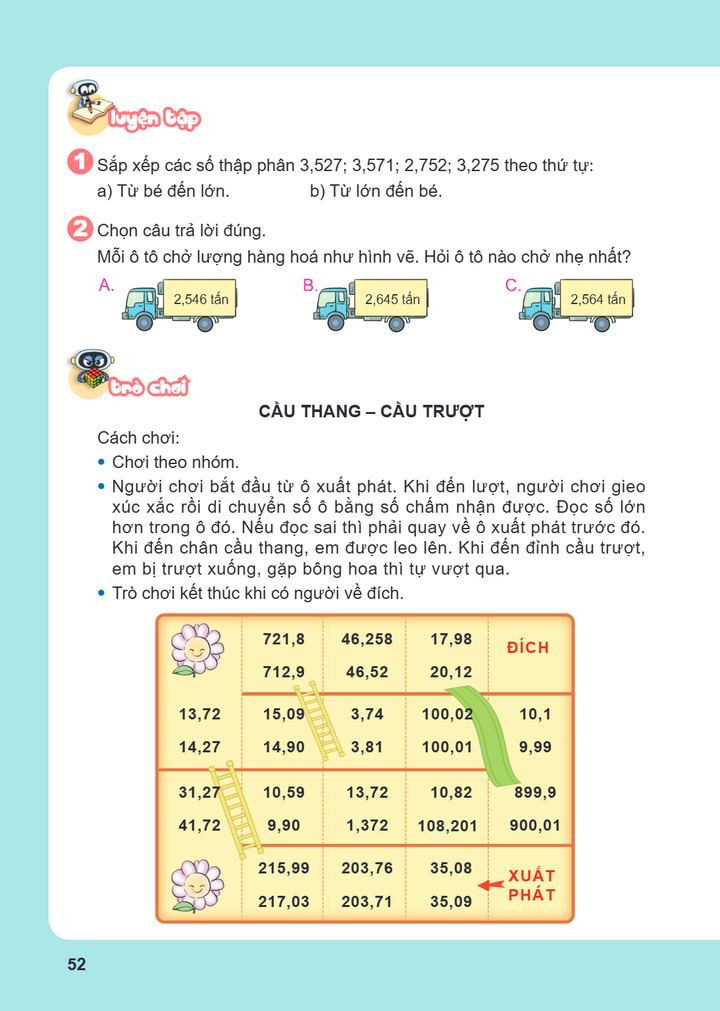 luyện tập
1 Sắp xếp các số thập phân 3,527; 3,571; 2,752; 3,275 theo thứ tự:
a) Từ bé đến lớn. b) Từ lớn đến bé.
2 Chọn câu trả lời đúng.
Mỗi ô tô chở lượng hàng hoá như hình vẽ. Hỏi ô tô nào chở nhẹ nhất?
A. B. C.
2,546 tấn 2,645 tấn 2,564 tấn
trò chơi
CẦU THANG – CẦU TRƯỢT
Cách chơi:
• Chơi theo nhóm.
• Người chơi bắt đầu từ ô xuất phát. Khi đến lượt, người chơi gieo
xúc xắc rồi di chuyển số ô bằng số chấm nhận được. Đọc số lớn
hơn trong ô đó. Nếu đọc sai thì phải quay về ô xuất phát trước đó.
Khi đến chân cầu thang, em được leo lên. Khi đến đỉnh cầu trượt,
em bị trượt xuống, gặp bông hoa thì tự vượt qua.
• Trò chơi kết thúc khi có người về đích.
721,8 46,258 17,98 ĐÍCH
712,9 46,52 20,12
13,72 15,09 3,74 100,02 10,1
14,27 14,90 3,81 100,01 9,99
31,27 10,59 13,72 10,82 899,9
41,72 9,90 1,372 108,201 900,01
215,99 203,76 35,08 XUẤT
217,03 203,71 35,09 PHÁT
52